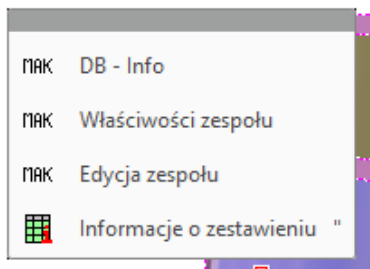 MAK DB - Info
MAK Właściwości zespołu
MAK Edycja zespołu
Informacje o zestawieniu "